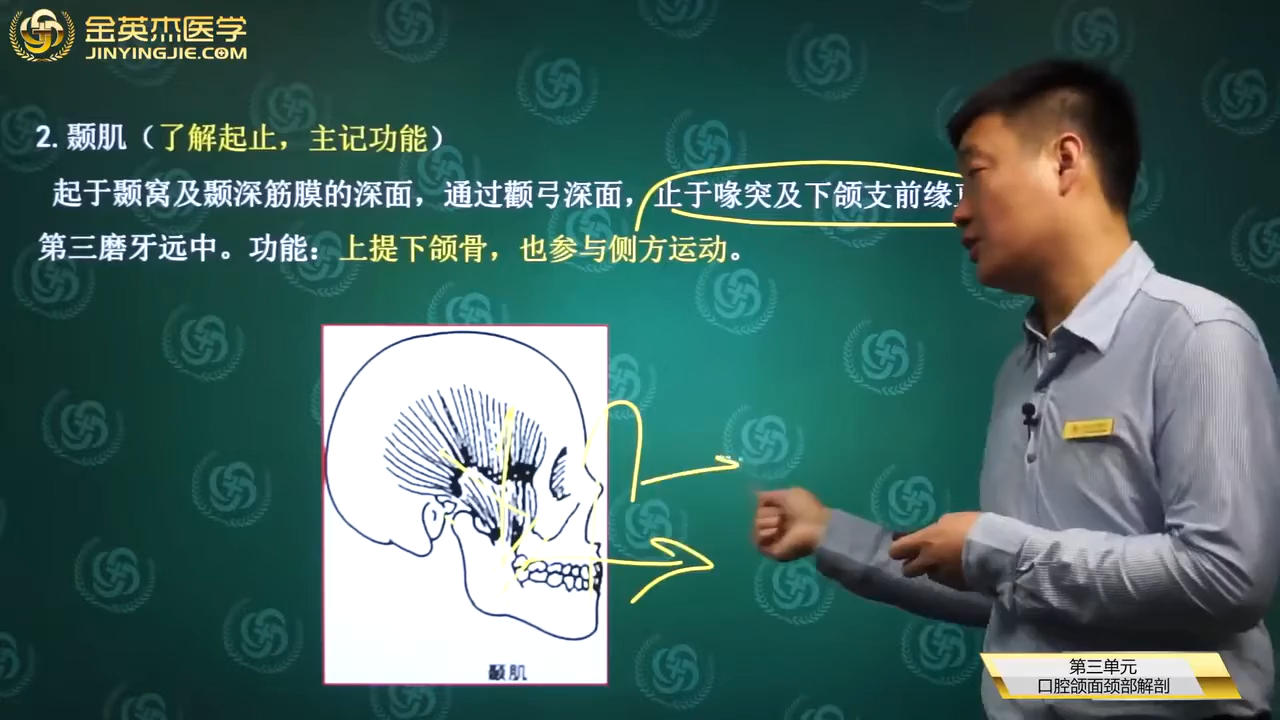 金英杰医学
JINYINGJIE.COM
2. 颞肌（了解起止，主记功能）
起于颞窝及颞深筋膜的深面，通过颧弓深面，止于喙突及下颌支前缘直
第三磨牙远中。功能：上提下颌骨，也参与侧方运动。
颞肌
第三单元
口腔颌面颈部解剖